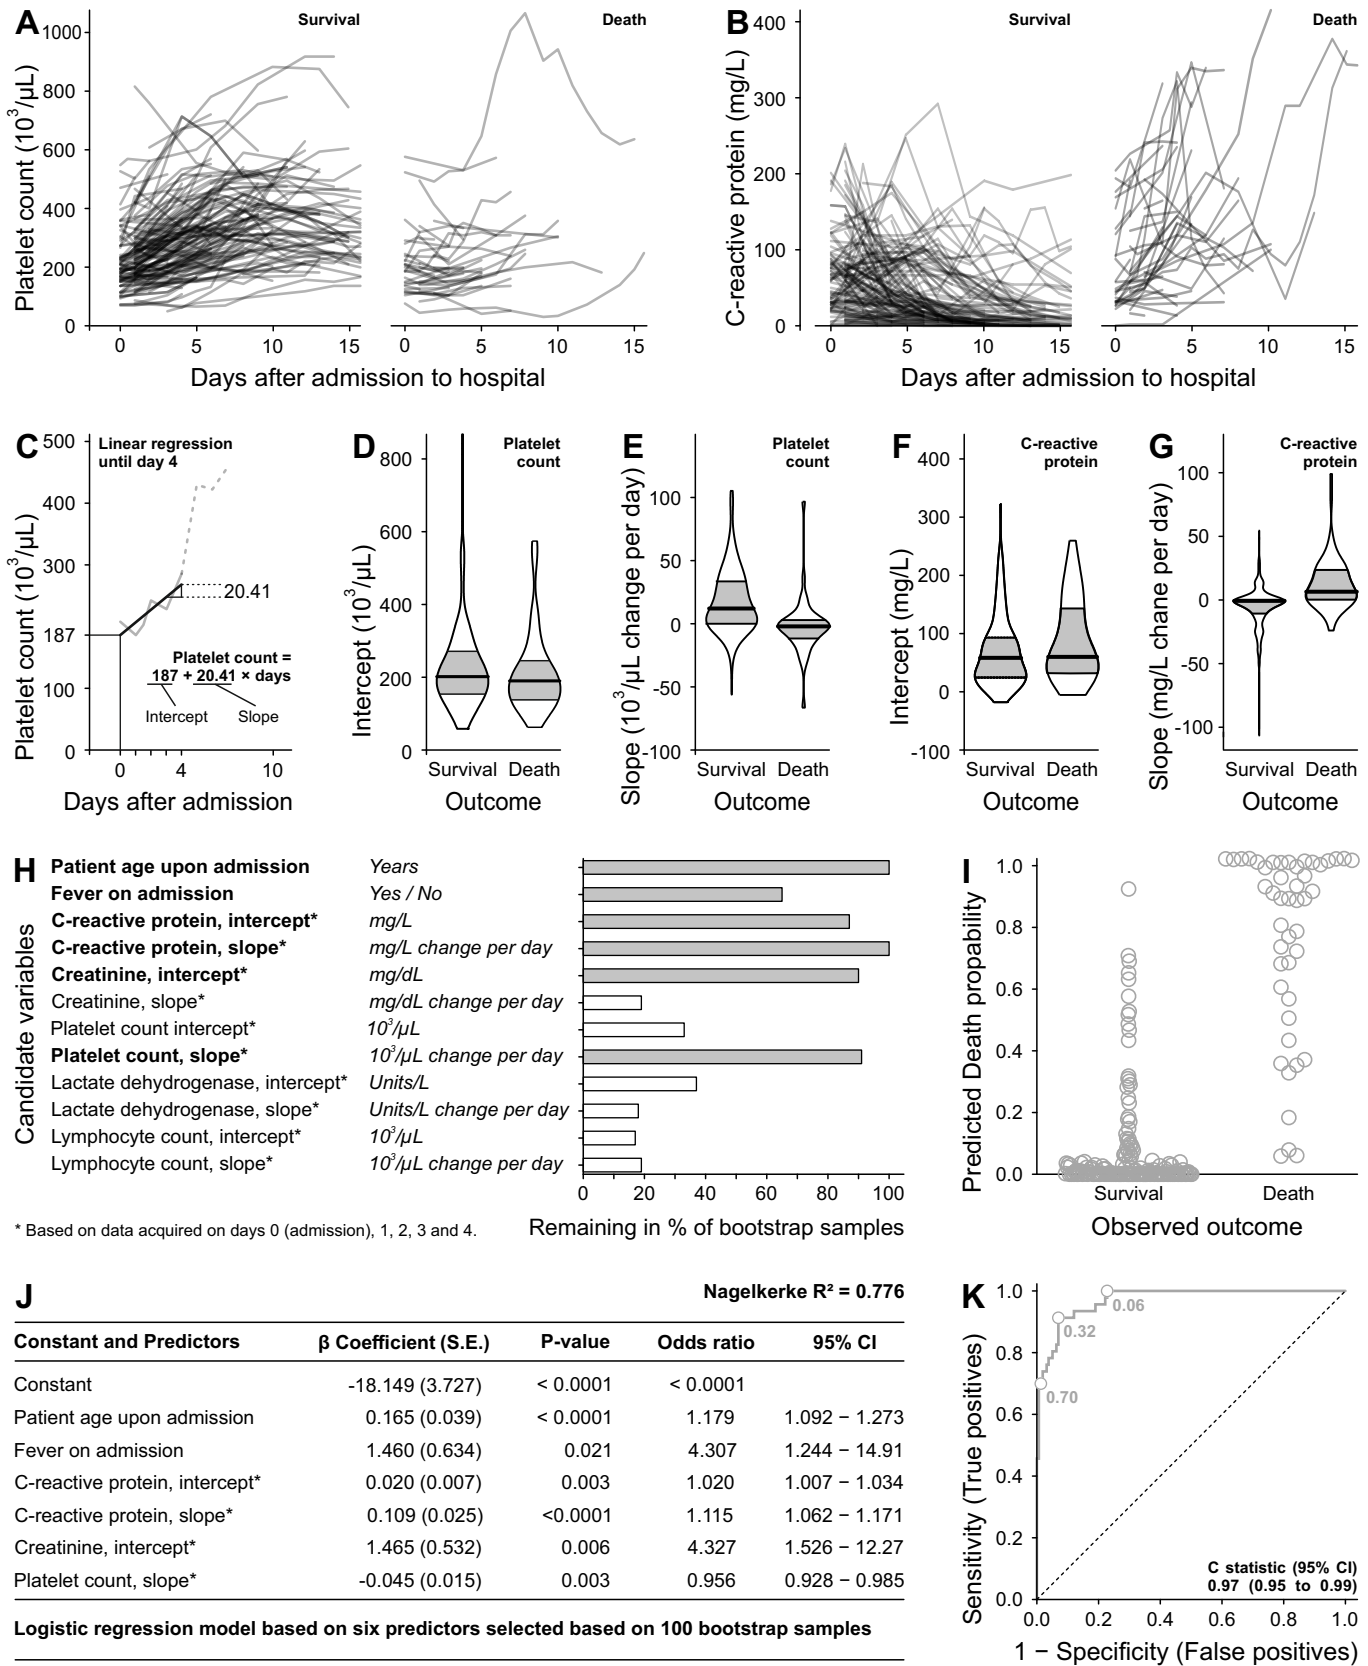 A
Survival
Death
Platelet count (10³/µL)
1000
800
600
400
200
0
0
5
10
15
0
5
10
15
Days after admission to hospital
B
Survival
Death
C-reactive protein (mg/L)
400
300
200
100
0
0
5
10
15
0
5
10
15
Days after admission to hospital
C
Linear regression
until day 4
Platelet count (10³/µL)
500
400
300
187
100
0
20.41
Platelet count =
187 + 20.41 × days
Intercept
Slope
0
4
10
Days after admission
D
Platelet
count
Intercept (10³/µL)
800
600
400
200
0
Survival
Death
Outcome
E
Platelet
count
Slope (10³/µL change per day)
100
50
0
-50
-100
Survival
Death
Outcome
F
C-reactive
protein
Intercept (mg/L)
400
300
200
100
0
-100
Survival
Death
Outcome
G
C-reactive
protein
Slope (mg/L chane per day)
100
50
0
-50
-100
Survival
Death
Outcome
H
Candidate variables
Patient age upon admission Years
Fever on admission Yes / No
C-reactive protein, intercept* mg/L
C-reactive protein, slope* mg/L change per day
Creatinine, intercept* mg/dL
Creatinine, slope* mg/dL change per day
Platelet count intercept* 10³/µL
Platelet count, slope* 10³/µL change per day
Lactate dehydrogenase, intercept* Units/L
Lactate dehydrogenase, slope* Units/L change per day
Lymphocyte count, intercept* 10³/µL
Lymphocyte count, slope* 10³/µL change per day
0
20
40
60
80
100
* Based on data acquired on days 0 (admission), 1, 2, 3 and 4.
Remaining in % of bootstrap samples
I
Predicted Death propability
1.0
0.8
0.6
0.4
0.2
0.0
Survival
Death
Observed outcome
J
Nagelkerke R² = 0.776
Constant and Predictors β Coefficient (S.E.) P-value Odds ratio 95% CI
Constant -18.149 (3.727) < 0.0001 < 0.0001
Patient age upon admission 0.165 (0.039) < 0.0001 1.179 1.092 − 1.273
Fever on admission 1.460 (0.634) 0.021 4.307 1.244 − 14.91
C-reactive protein, intercept* 0.020 (0.007) 0.003 1.020 1.007 − 1.034
C-reactive protein, slope* 0.109 (0.025) <0.0001 1.115 1.062 − 1.171
Creatinine, intercept* 1.465 (0.532) 0.006 4.327 1.526 − 12.27
Platelet count, slope* -0.045 (0.015) 0.003 0.956 0.928 − 0.985
Logistic regression model based on six predictors selected based on 100 bootstrap samples
K
Sensitivity (True positives)
1.0
0.8
0.6
0.4
0.2
0.0
0.06
0.32
0.70
C statistic (95% CI)
0.97 (0.95 to 0.99)
0.0
0.2
0.4
0.6
0.8
1.0
1 − Specificity (False positives)